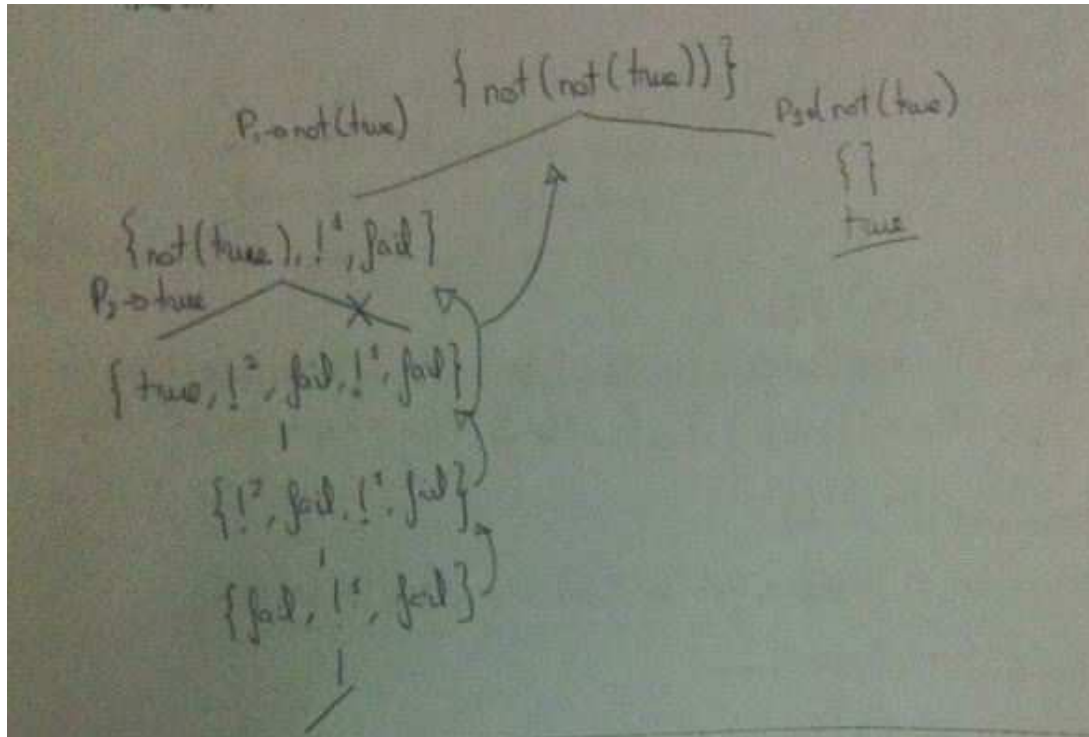 { not (not (true)) }
P₁→not (true)
not (true)
{ }
true
{ not (true), !¹, fail }
P₂→true
{ true, !², fail, !¹, fail }
{ !², fail, !¹, fail }
{ fail, !¹, fail }